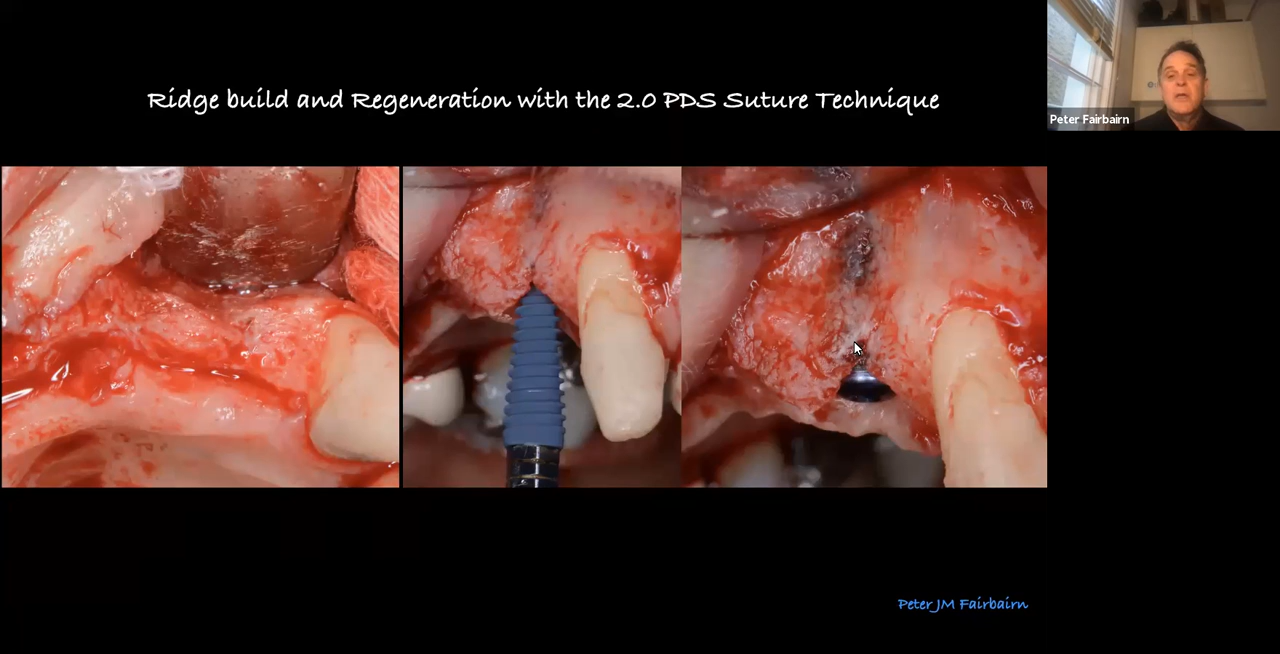 Ridge build and Regeneration with the 2.0 PDS Suture Technique
Peter Fairbairn
Peter JM Fairbairn